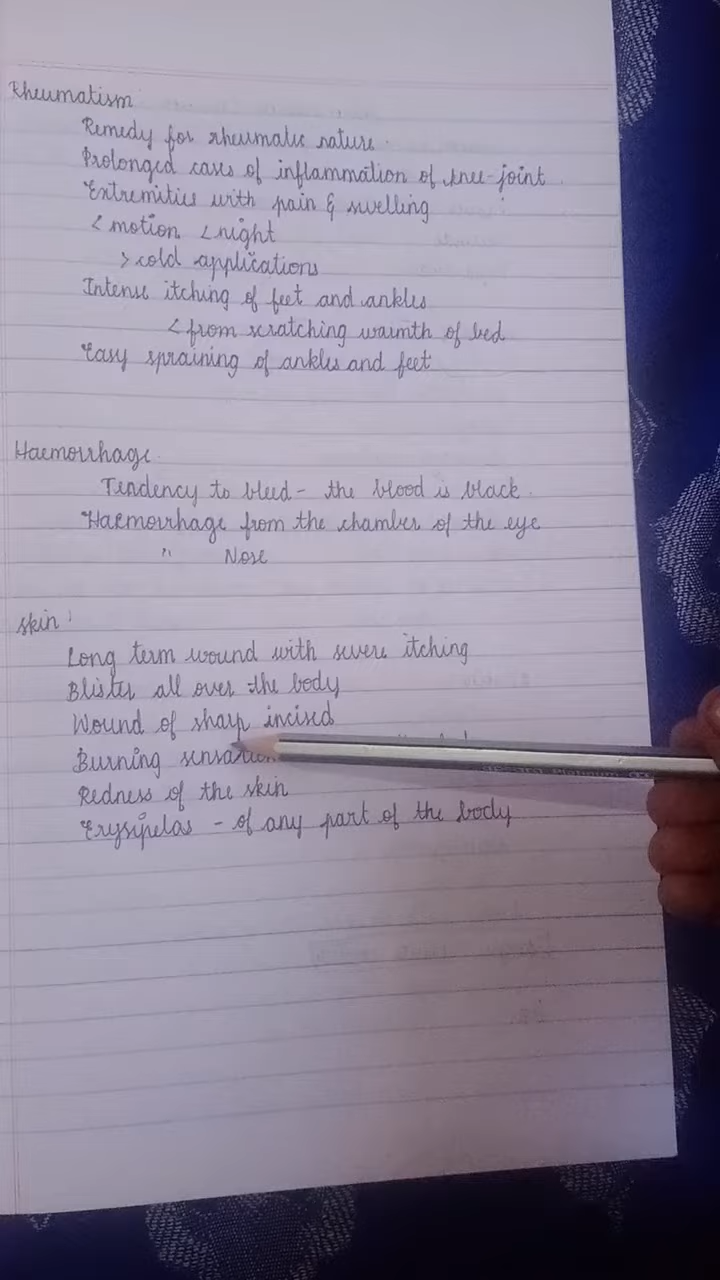 Rheumatism
Remedy for rheumatic nature.
Prolonged cases of inflammation of knee-joint.
Extremities with pain & swelling
< motion < night
> cold applications
Intense itching of feet and ankles
< from scratching warmth of bed
Easy spraining of ankles and feet
Haemorrhage
Tendency to bleed - the blood is black.
Haemorrhage from the chamber of the eye
" Nose
Skin:
Long term wound with severe itching
Blister all over the body
Wound of sharp incised
Burning sensation
Redness of the skin
Erysipelas - of any part of the body